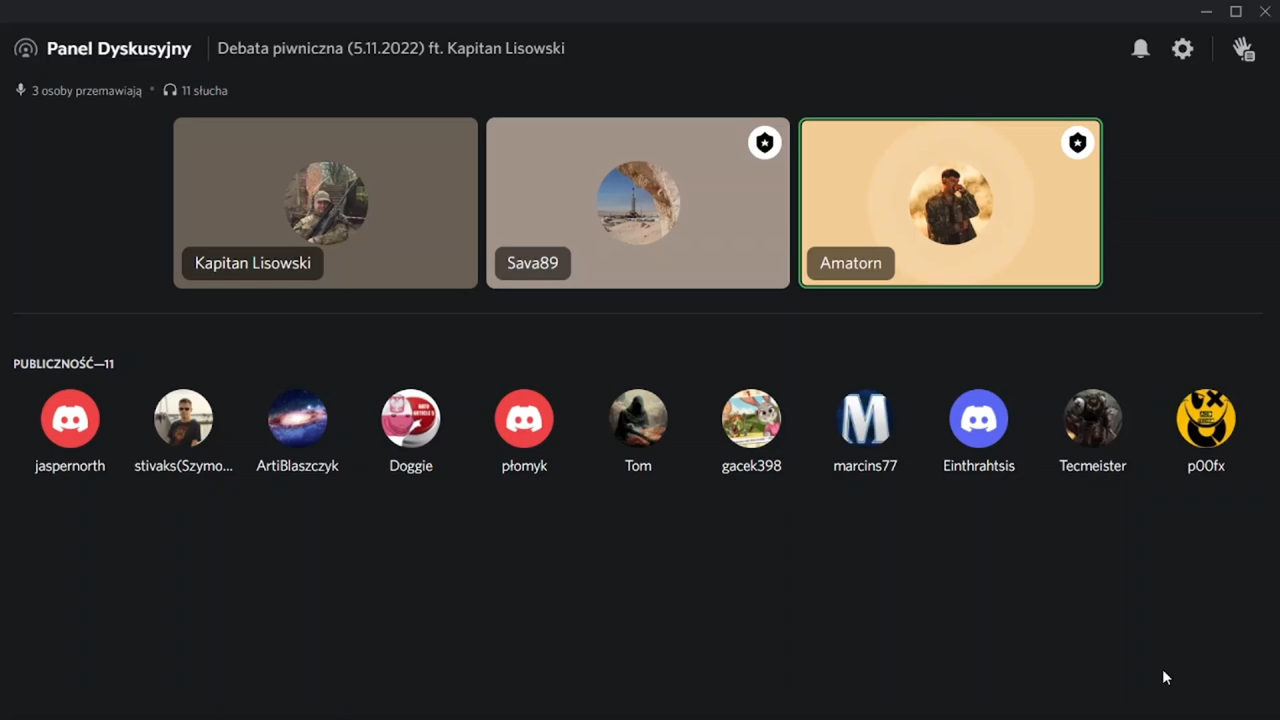 Panel Dyskusyjny
Debata piwniczna (5.11.2022) ft. Kapitan Lisowski
3 osoby przemawiają • 11 słucha
Kapitan Lisowski
Sava89
Amatorn
PUBLICZNOŚĆ—11
jaspernorth
stivaks(Szymo...
ArtiBlaszczyk
Doggie
płomyk
Tom
gacek398
marcins77
Einthrahtsis
Tecmeister
p00fx